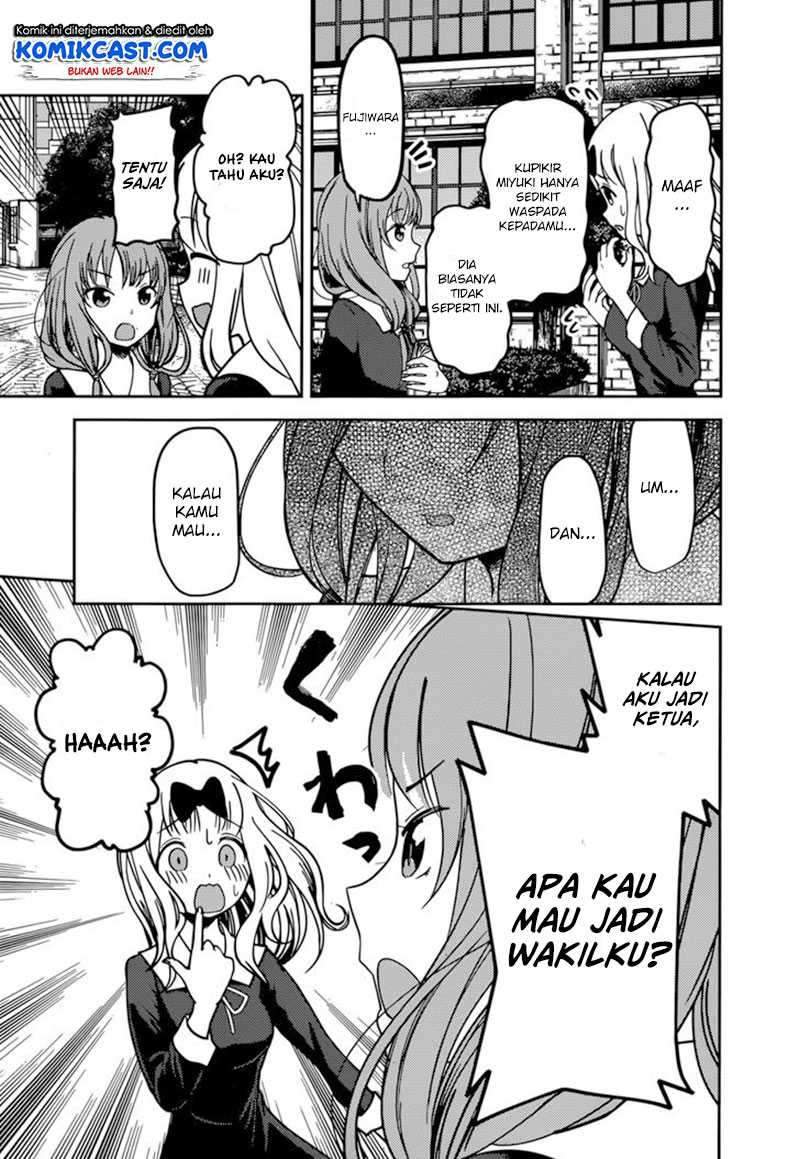 Komik ini diterjemahkan & diedit oleh
KOMIKCAST.COM
BUKAN WEB LAIN!!
MAAF
...
KUPIKIR
MIYUKI HANYA
SEDIKIT
WASPADA
KEPADAMU...
DIA
BIASANYA
TIDAK
SEPERTI INI.
FUJIWARA
...
OH? KAU
TAHU AKU?
TENTU
SAJA!
UM...
DAN...
KALAU
KAMU
MAU...
KALAU
AKU JADI
KETUA,
APA KAU
MAU JADI
WAKILKU?
くわっ
HAAAH?